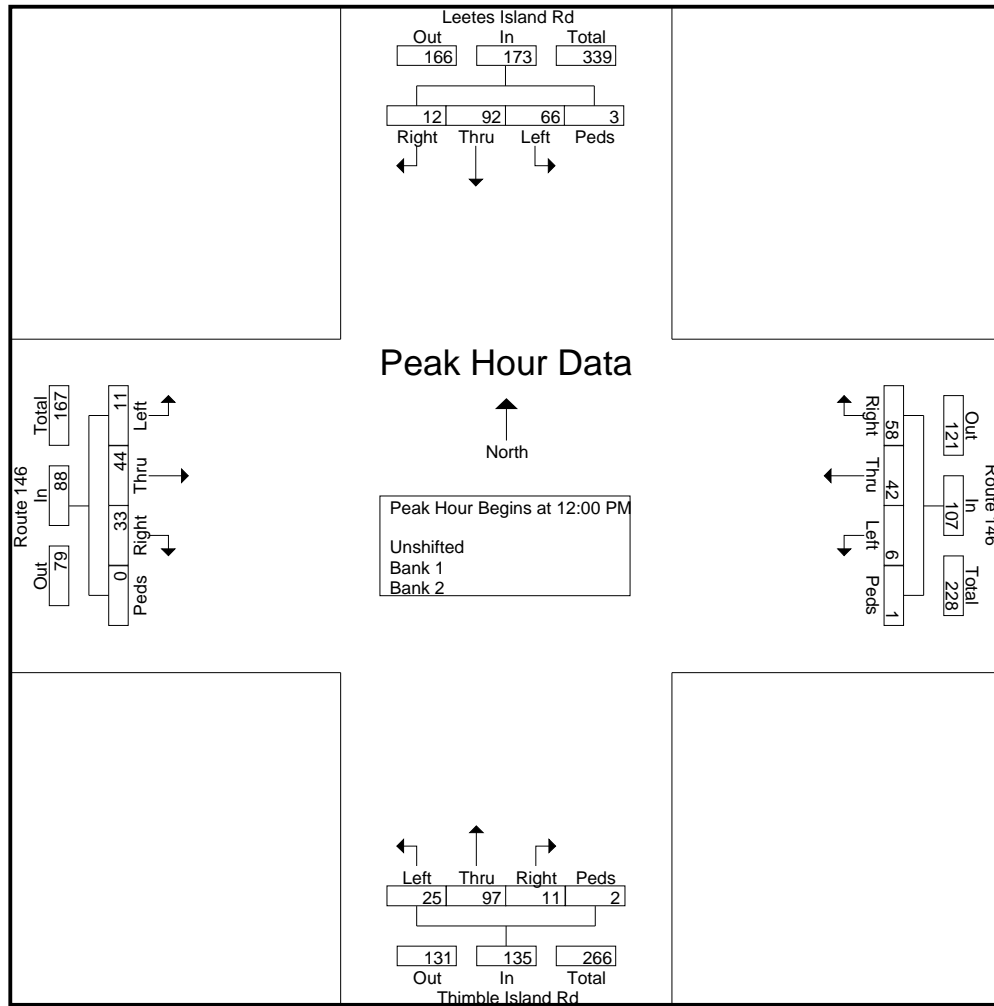 Leetes Island Rd
Out In Total
166 173 339
12 92 66 3
Right Thru Left Peds
Peak Hour Data
North
Peak Hour Begins at 12:00 PM
Unshifted
Bank 1
Bank 2
Route 146
Total In Out
167 88 79
11 44 33 0
Left Thru Right Peds
Right Thru Left Peds
58 42 6 1
Out In Total
121 107 228
Route 146
Left Thru Right Peds
25 97 11 2
131 135 266
Out In Total
Thimble Island Rd